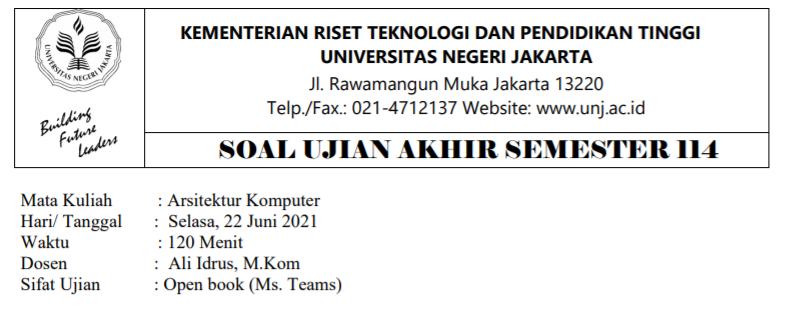 KEMENTERIAN RISET TEKNOLOGI DAN PENDIDIKAN TINGGI
UNIVERSITAS NEGERI JAKARTA
Jl. Rawamangun Muka Jakarta 13220
Telp./Fax.: 021-4712137 Website: www.unj.ac.id
UNIVERSITAS NEGERI JAKARTA
Building
Future
Leaders
SOAL UJIAN AKHIR SEMESTER 114
Mata Kuliah : Arsitektur Komputer
Hari/ Tanggal : Selasa, 22 Juni 2021
Waktu : 120 Menit
Dosen : Ali Idrus, M.Kom
Sifat Ujian : Open book (Ms. Teams)